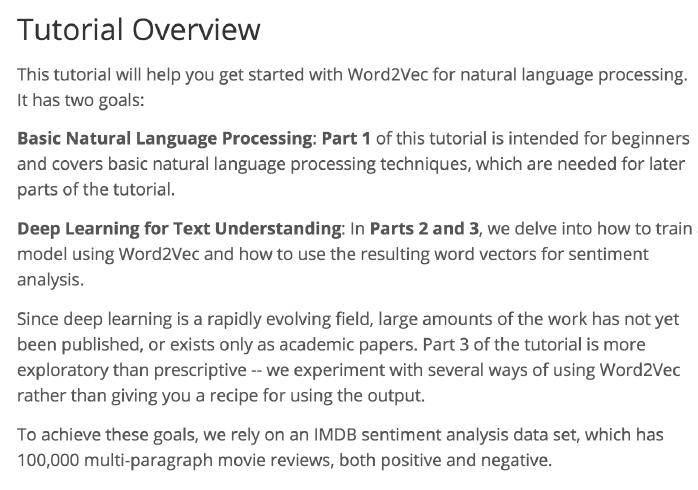 Tutorial Overview
This tutorial will help you get started with Word2Vec for natural language processing.
It has two goals:
Basic Natural Language Processing: Part 1 of this tutorial is intended for beginners
and covers basic natural language processing techniques, which are needed for later
parts of the tutorial.
Deep Learning for Text Understanding: In Parts 2 and 3, we delve into how to train
model using Word2Vec and how to use the resulting word vectors for sentiment
analysis.
Since deep learning is a rapidly evolving field, large amounts of the work has not yet
been published, or exists only as academic papers. Part 3 of the tutorial is more
exploratory than prescriptive -- we experiment with several ways of using Word2Vec
rather than giving you a recipe for using the output.
To achieve these goals, we rely on an IMDB sentiment analysis data set, which has
100,000 multi-paragraph movie reviews, both positive and negative.